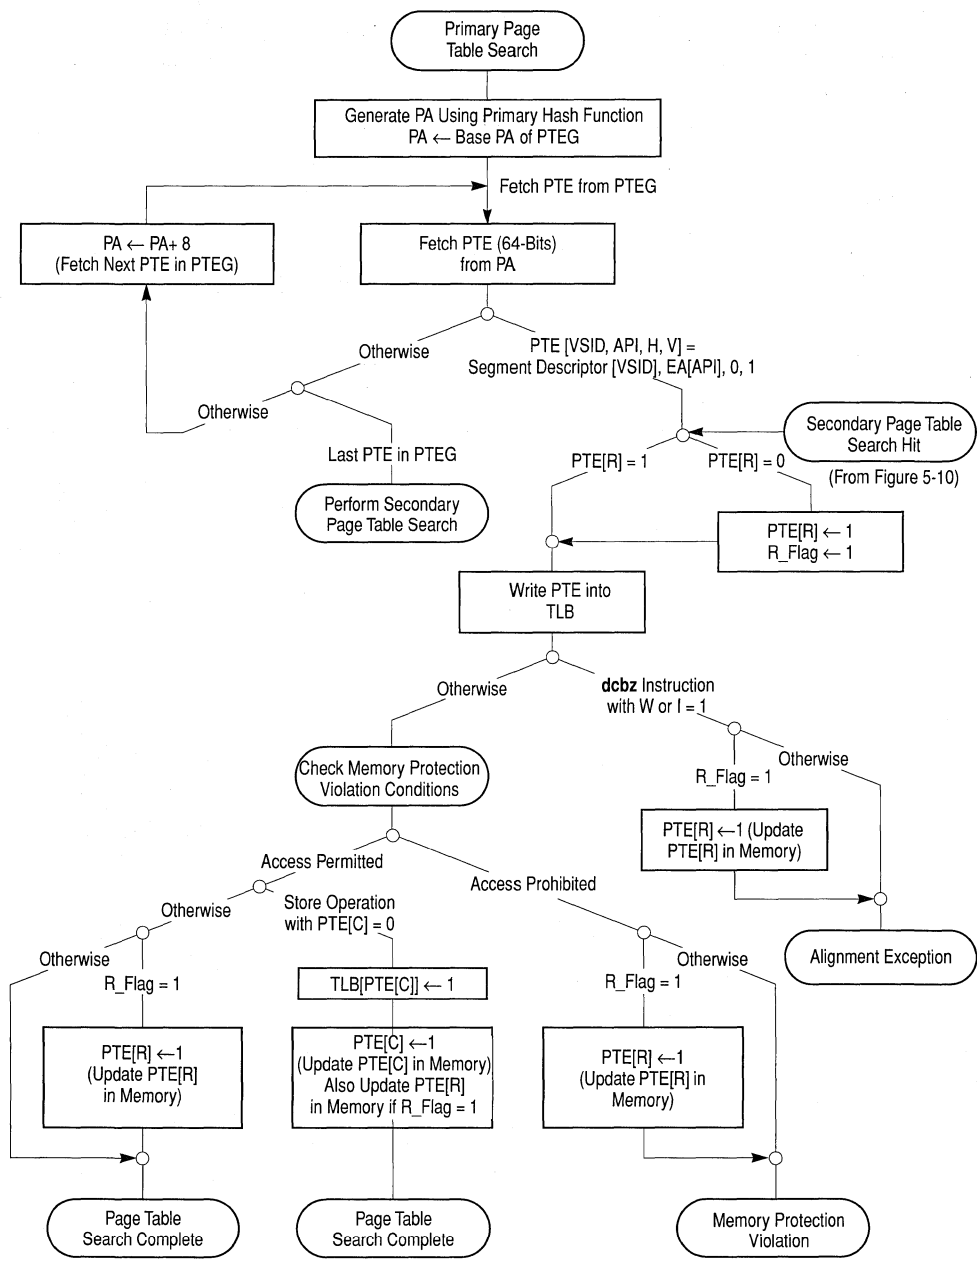 Primary Page
Table Search
Generate PA Using Primary Hash Function
PA ← Base PA of PTEG
Fetch PTE from PTEG
PA ← PA+ 8
(Fetch Next PTE in PTEG)
Fetch PTE (64-Bits)
from PA
Otherwise
PTE [VSID, API, H, V] =
Segment Descriptor [VSID], EA[API], 0, 1
Otherwise
Last PTE in PTEG
Perform Secondary
Page Table Search
Secondary Page Table
Search Hit
(From Figure 5-10)
PTE[R] = 1
PTE[R] = 0
PTE[R] ← 1
R_Flag ← 1
Write PTE into
TLB
Otherwise
dcbz Instruction
with W or I = 1
Check Memory Protection
Violation Conditions
Otherwise
R_Flag = 1
PTE[R] ←1 (Update
PTE[R] in Memory)
Alignment Exception
Access Permitted
Access Prohibited
Otherwise
Store Operation
with PTE[C] = 0
Otherwise
R_Flag = 1
TLB[PTE[C]] ← 1
R_Flag = 1
Otherwise
PTE[R] ←1
(Update PTE[R]
in Memory)
PTE[C] ←1
(Update PTE[C] in Memory)
Also Update PTE[R]
in Memory if R_Flag = 1
PTE[R] ←1
(Update PTE[R] in
Memory)
Page Table
Search Complete
Page Table
Search Complete
Memory Protection
Violation